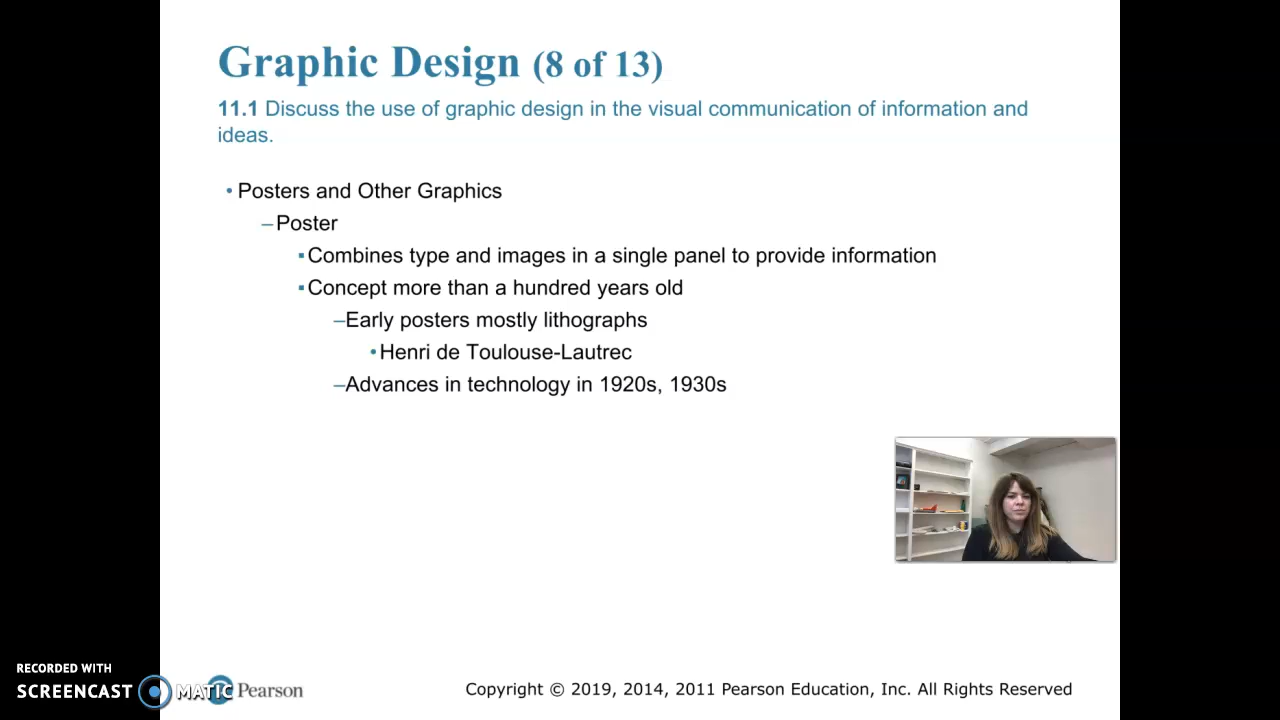 Graphic Design (8 of 13)
11.1 Discuss the use of graphic design in the visual communication of information and
ideas.
• Posters and Other Graphics
– Poster
▪ Combines type and images in a single panel to provide information
▪ Concept more than a hundred years old
– Early posters mostly lithographs
• Henri de Toulouse-Lautrec
– Advances in technology in 1920s, 1930s
RECORDED WITH
SCREENCAST MATIC
Pearson
Copyright © 2019, 2014, 2011 Pearson Education, Inc. All Rights Reserved